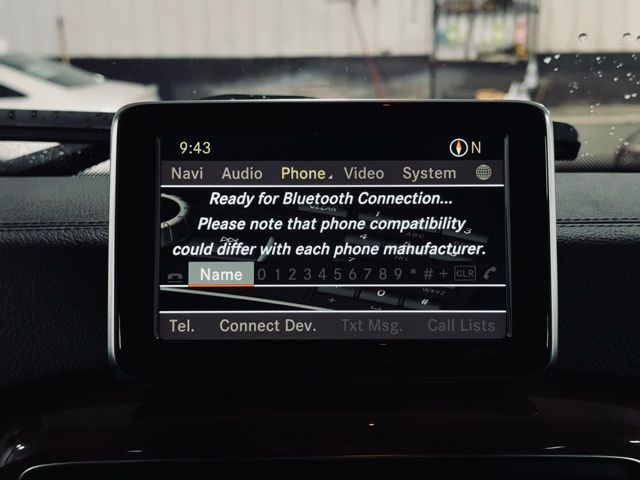 9:43 N
Navi Audio Phone Video System
Ready for Bluetooth Connection...
Please note that phone compatibility
could differ with each phone manufacturer.
Name 0 1 2 3 4 5 6 7 8 9 * # + CLR
Tel. Connect Dev. Txt Msg. Call Lists